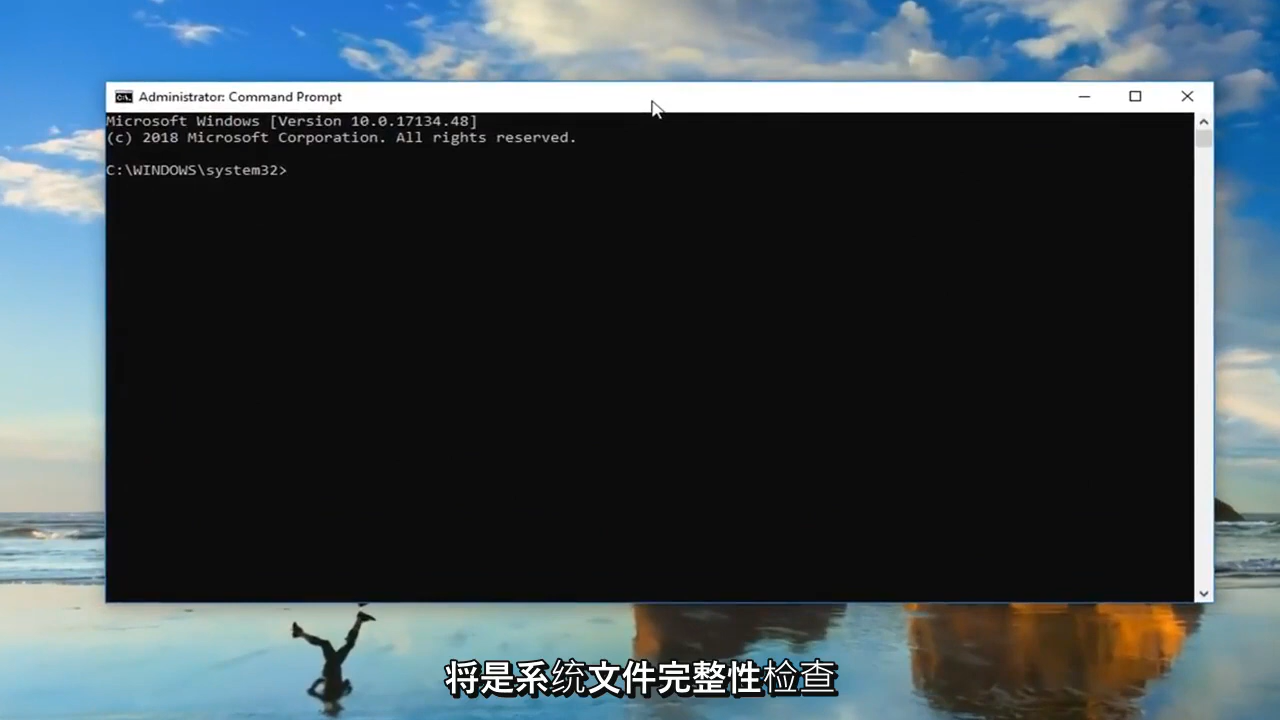 Administrator: Command Prompt
Microsoft Windows [Version 10.0.17134.48]
(c) 2018 Microsoft Corporation. All rights reserved.
C:\WINDOWS\system32>
将是系统文件完整性检查